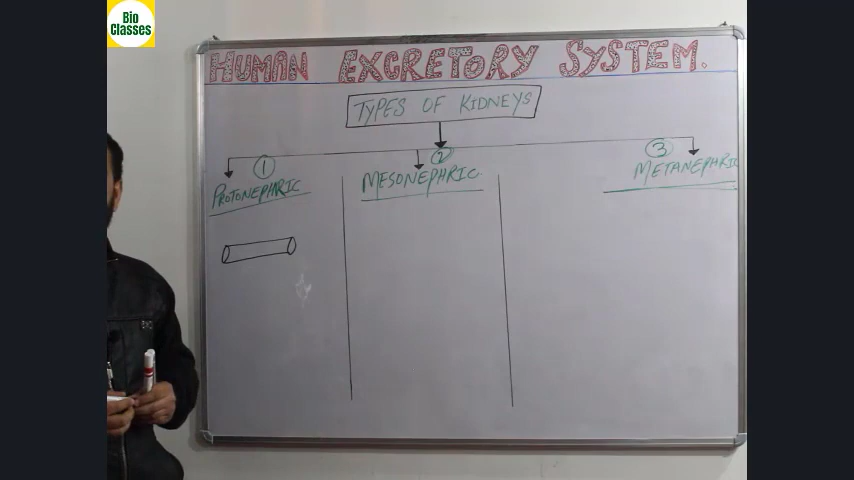 Bio
Classes
HUMAN EXCRETORY SYSTEM.
TYPES OF KIDNEYS
1
2
3
PROTONEPHRIC
MESONEPHRIC
METANEPHRIC